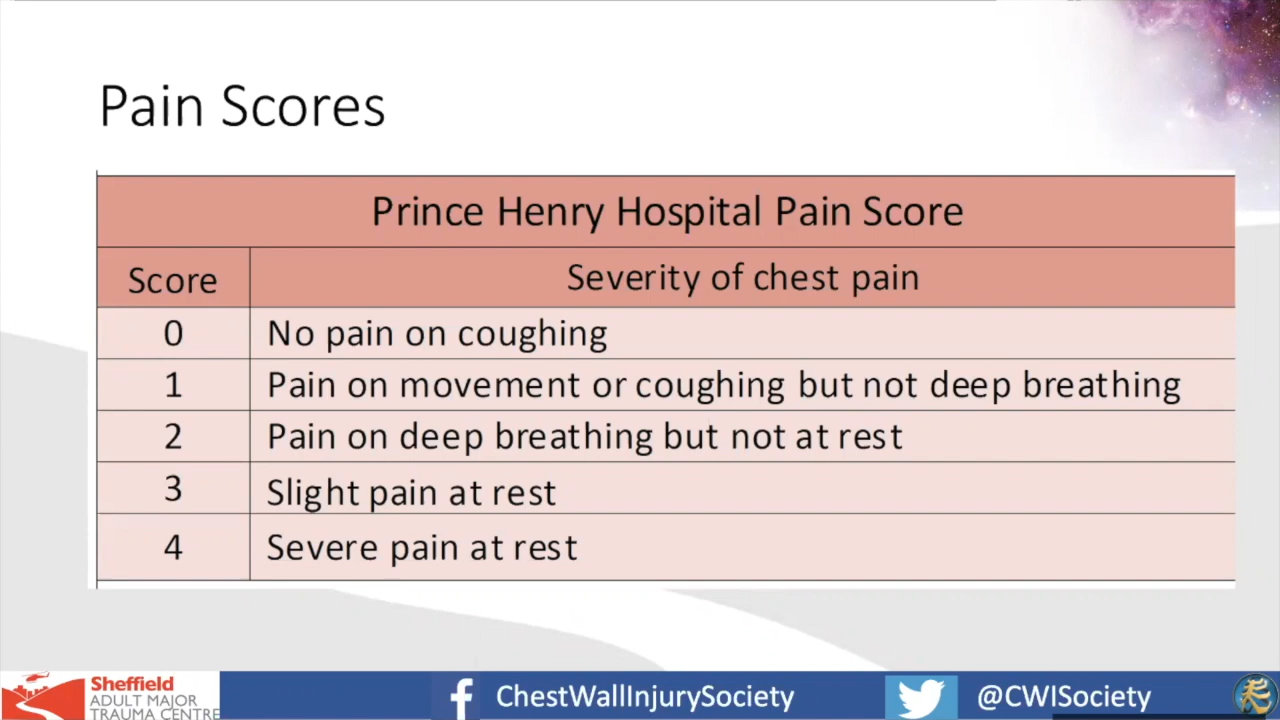 Pain Scores
Prince Henry Hospital Pain Score
Score Severity of chest pain
0 No pain on coughing
1 Pain on movement or coughing but not deep breathing
2 Pain on deep breathing but not at rest
3 Slight pain at rest
4 Severe pain at rest
Sheffield
ADULT MAJOR
TRAUMA CENTRE
f ChestWallInjurySociety
@CWISociety